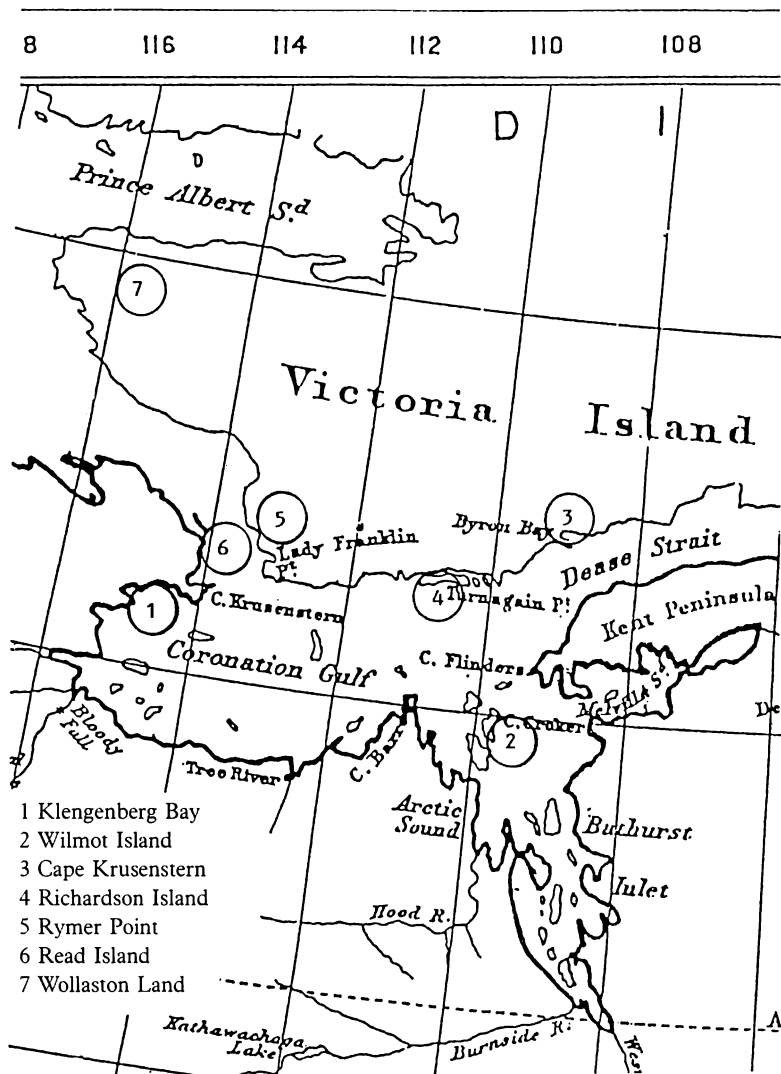 8 116 114 112 110 108
D I
Prince Albert S.d
7
Victoria Island
5
3
Byron Bay
6
Lady Franklin
Pt.
Dease Strait
4
Turnagain Pt.
1
C. Krusenstern
Kent Peninsula
Coronation Gulf
C. Flinders
Melville Sd.
De
Bloody
Fall
C. Croker
2
C. Barr
Tree River
Arctic
Sound
Bathurst
Inlet
1 Klengenberg Bay
2 Wilmot Island
3 Cape Krusenstern
4 Richardson Island
5 Rymer Point
6 Read Island
7 Wollaston Land
Hood R.
A
Kathawachaga
Lake
Burnside R.
West